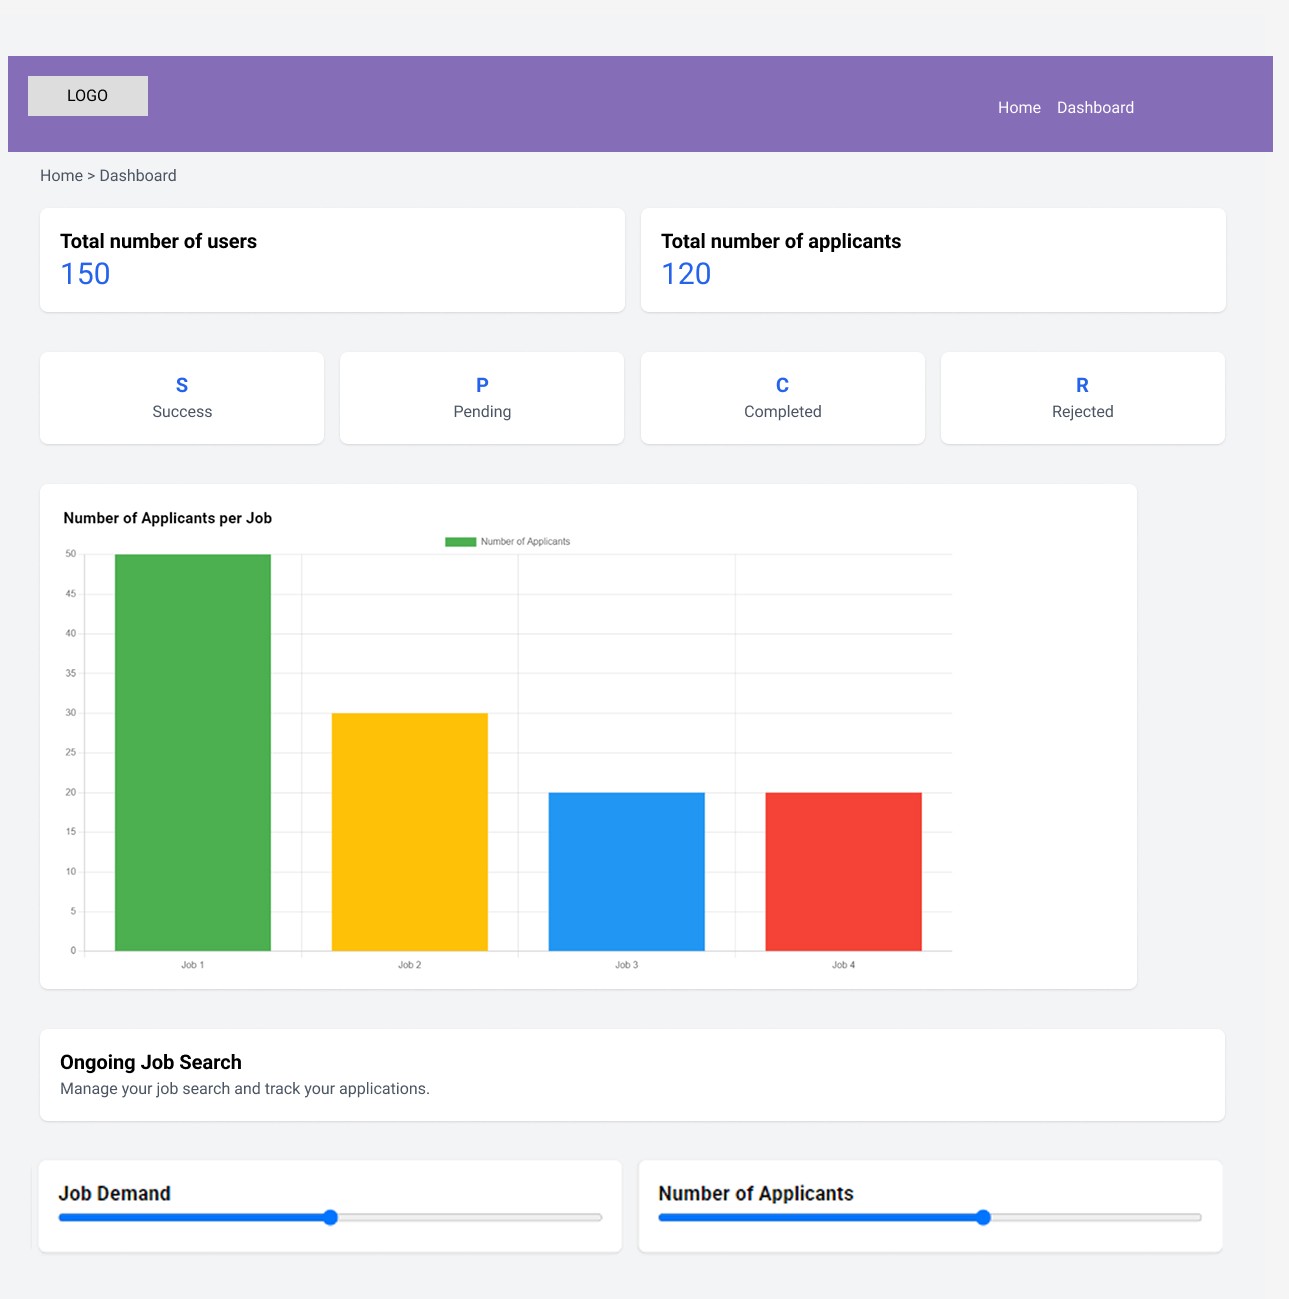 LOGO
Home Dashboard
Home > Dashboard
Total number of users
150
Total number of applicants
120
S
Success
P
Pending
C
Completed
R
Rejected
Number of Applicants per Job
Number of Applicants
50
45
40
35
30
25
20
15
10
5
0
Job 1
Job 2
Job 3
Job 4
Ongoing Job Search
Manage your job search and track your applications.
Job Demand
Number of Applicants